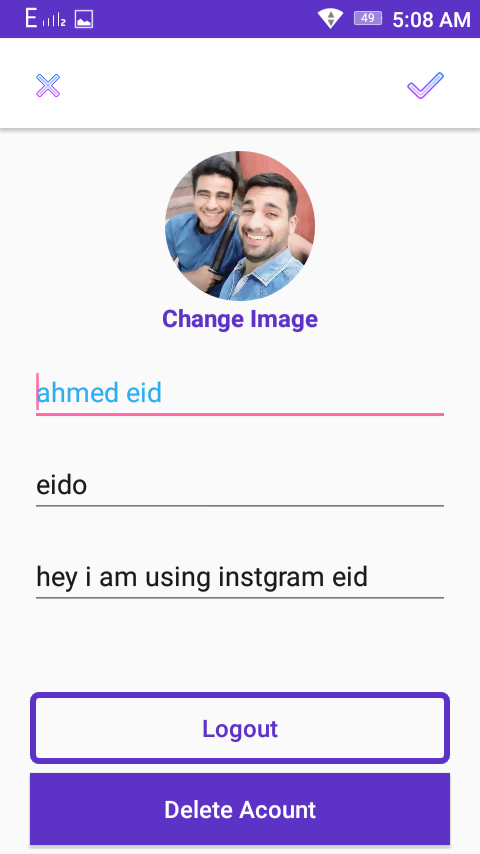 E 49 5:08 AM
Change Image
ahmed eid
eido
hey i am using instgram eid
Logout
Delete Acount